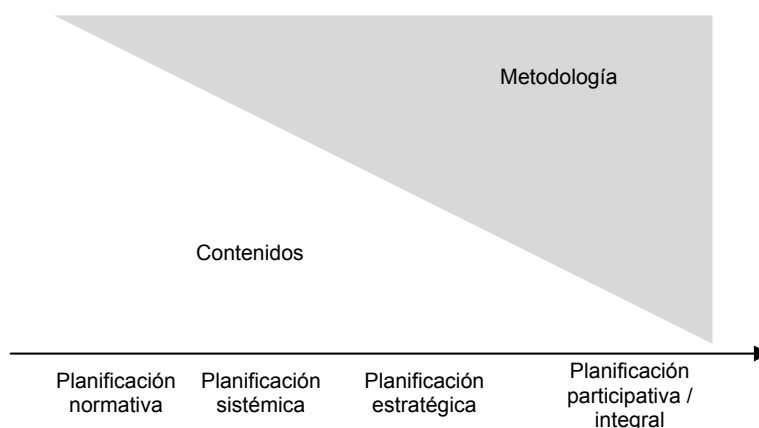 Metodología
Contenidos
Planificación
normativa
Planificación
sistémica
Planificación
estratégica
Planificación
participativa /
integral